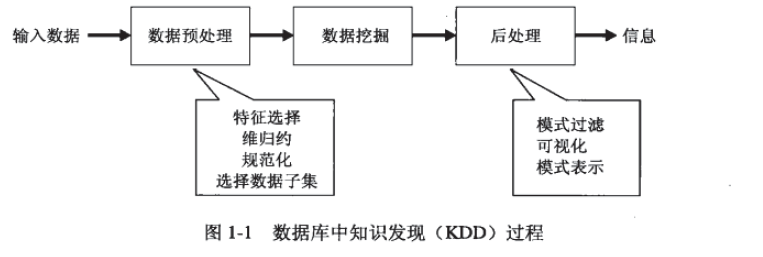 输入数据 数据预处理 数据挖掘 后处理 信息
特征选择
维归约
规范化
选择数据子集
模式过滤
可视化
模式表示
图 1-1 数据库中知识发现（KDD）过程